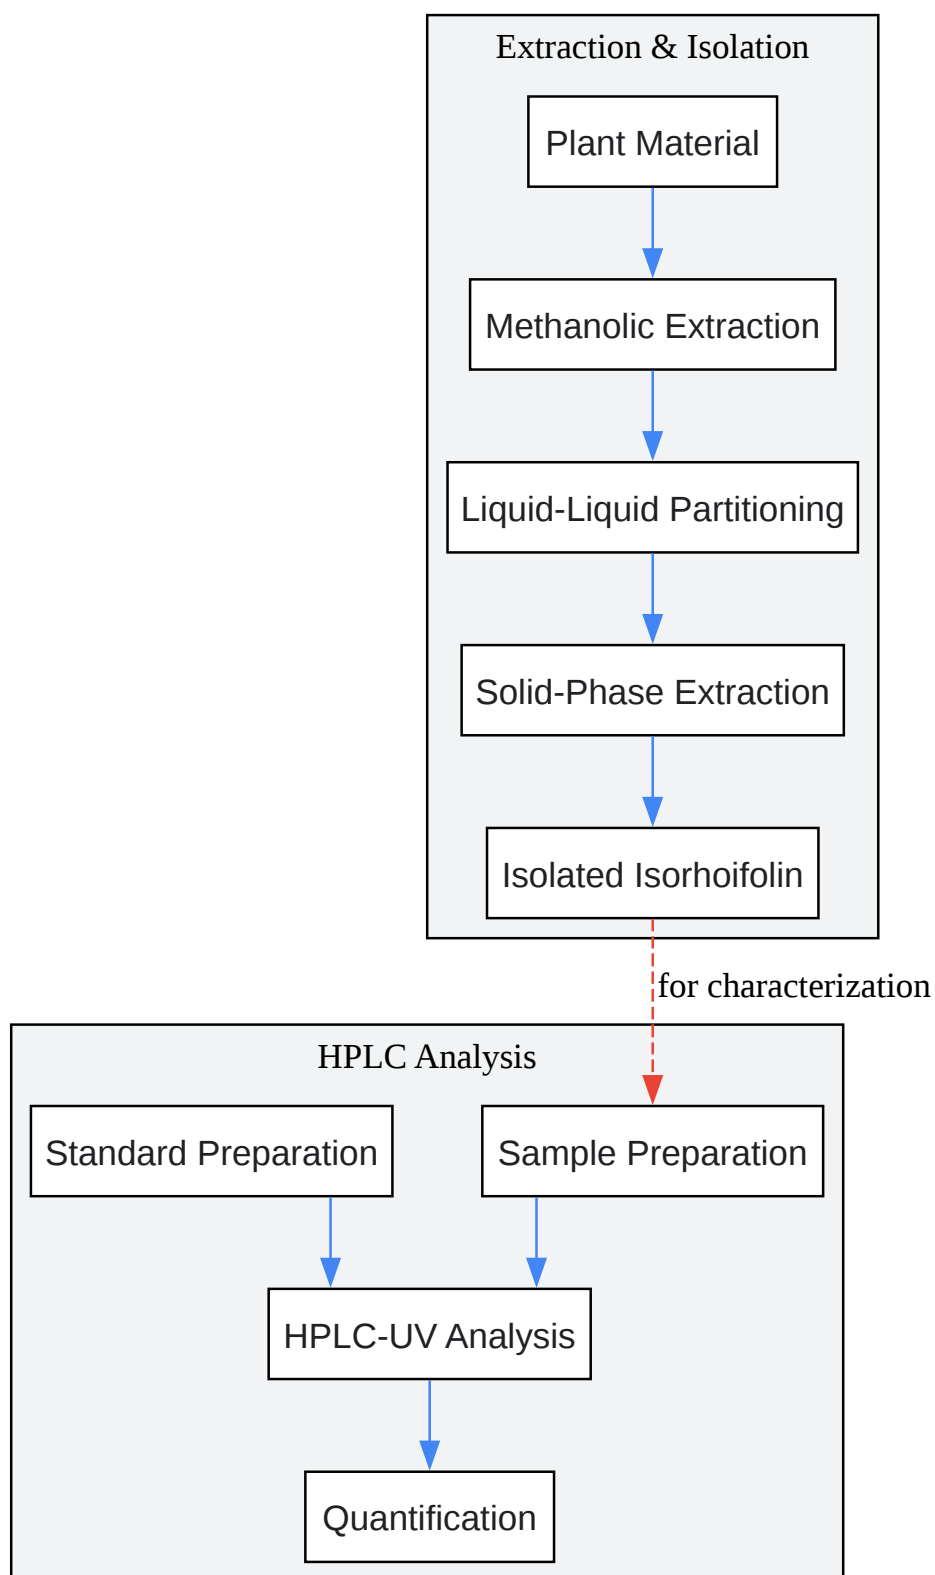 Extraction & Isolation
Plant Material
Methanolic Extraction
Liquid-Liquid Partitioning
Solid-Phase Extraction
Isolated Isorhoifolin
for characterization
HPLC Analysis
Standard Preparation
Sample Preparation
HPLC-UV Analysis
Quantification